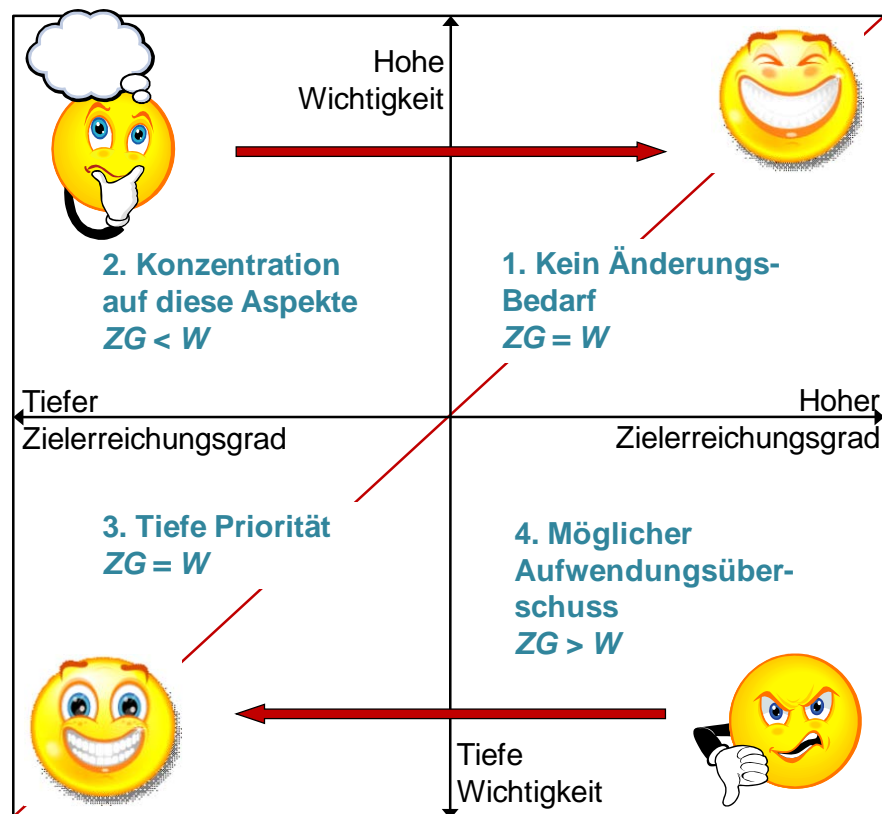 Hohe
Wichtigkeit
2. Konzentration
auf diese Aspekte
ZG < W
1. Kein Änderungs-
Bedarf
ZG = W
Tiefer
Zielerreichungsgrad
Hoher
Zielerreichungsgrad
3. Tiefe Priorität
ZG = W
4. Möglicher
Aufwendungsüber-
schuss
ZG > W
Tiefe
Wichtigkeit